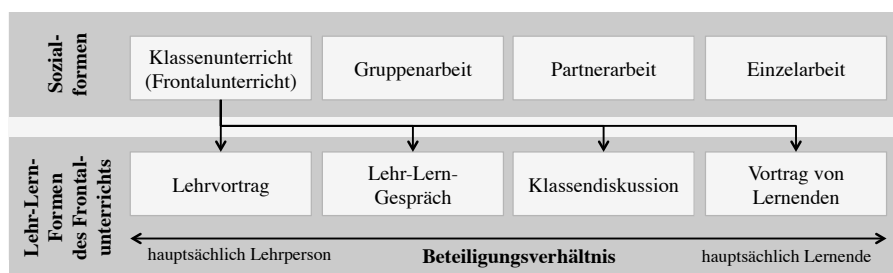 Sozial-
formen
Klassenunterricht
(Frontalunterricht)
Gruppenarbeit
Partnerarbeit
Einzelarbeit
Lehr-Lern-
Formen
des Frontal-
unterrichts
Lehrvortrag
Lehr-Lern-
Gespräch
Klassendiskussion
Vortrag von
Lernenden
hauptsächlich Lehrperson
Beteiligungsverhältnis
hauptsächlich Lernende